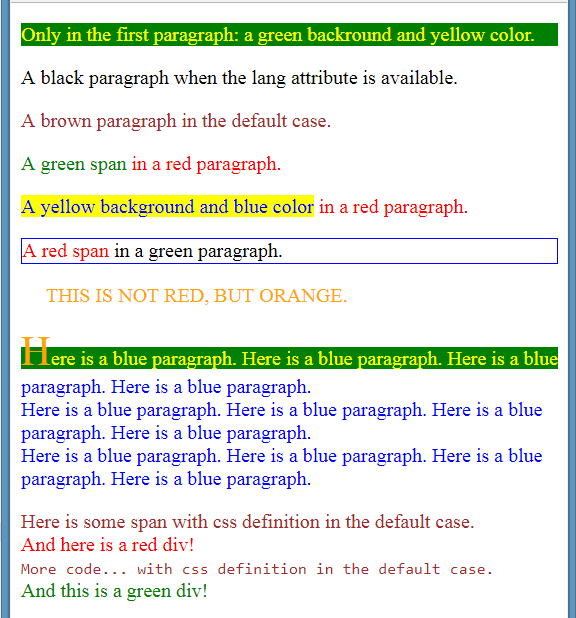 Only in the first paragraph: a green backround and yellow color.
A black paragraph when the lang attribute is available.
A brown paragraph in the default case.
A green span in a red paragraph.
A yellow background and blue color in a red paragraph.
A red span in a green paragraph.
THIS IS NOT RED, BUT ORANGE.
Here is a blue paragraph. Here is a blue paragraph. Here is a blue
paragraph. Here is a blue paragraph.
Here is a blue paragraph. Here is a blue paragraph. Here is a blue
paragraph. Here is a blue paragraph.
Here is a blue paragraph. Here is a blue paragraph. Here is a blue
paragraph. Here is a blue paragraph.
Here is some span with css definition in the default case.
And here is a red div!
More code... with css definition in the default case.
And this is a green div!